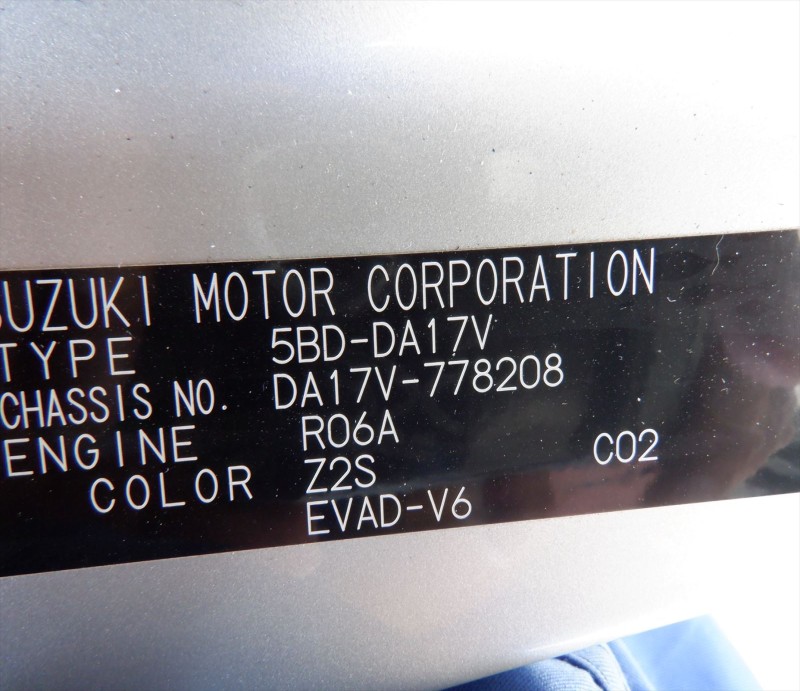 SUZUKI MOTOR CORPORATION
TYPE 5BD-DA17V
CHASSIS NO. DA17V-778208
ENGINE R06A
COLOR Z2S C02
EVAD-V6